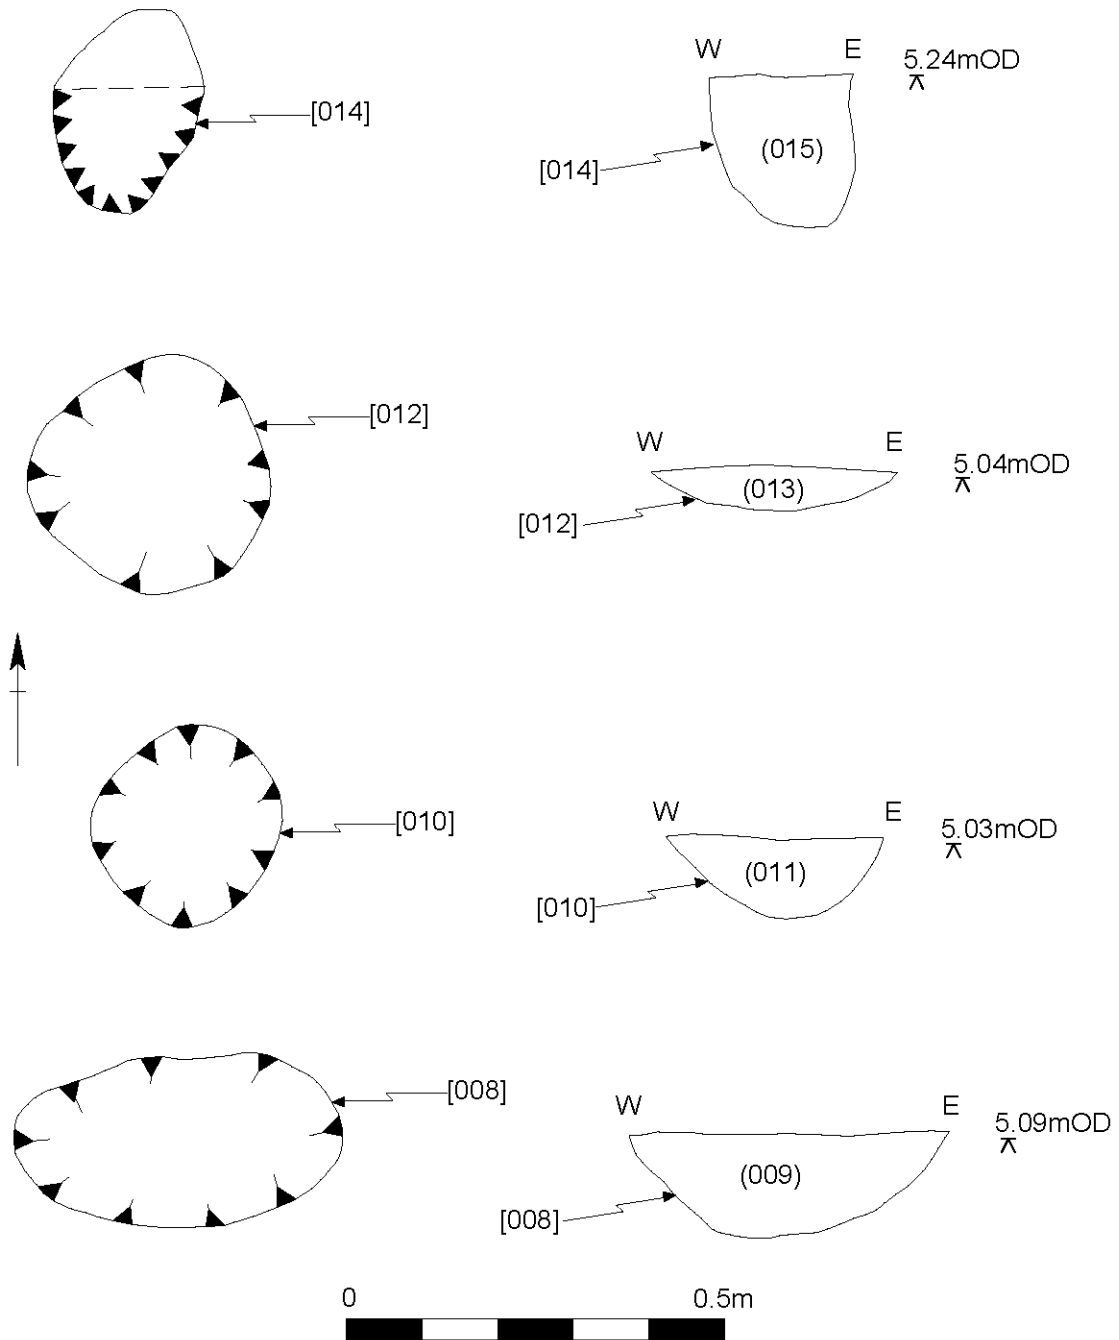 W E 5.24mOD
[014]
(015)
[014]
[012]
W E 5.04mOD
(013)
[012]
[010]
W E 5.03mOD
(011)
[010]
[008]
W E 5.09mOD
(009)
[008]
0 0.5m